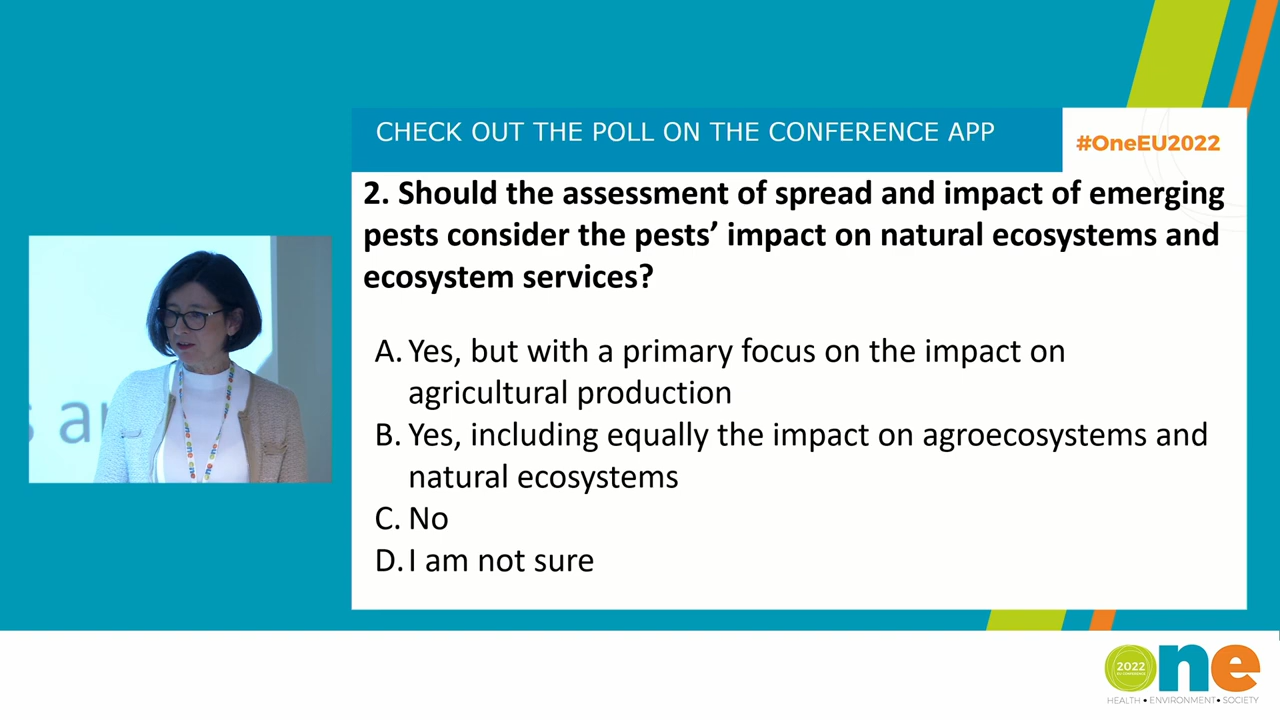 CHECK OUT THE POLL ON THE CONFERENCE APP
#OneEU2022
2. Should the assessment of spread and impact of emerging
pests consider the pests’ impact on natural ecosystems and
ecosystem services?
A. Yes, but with a primary focus on the impact on
agricultural production
B. Yes, including equally the impact on agroecosystems and
natural ecosystems
C. No
D. I am not sure
s a
2022
EU CONFERENCE
one
HEALTH • ENVIRONMENT • SOCIETY